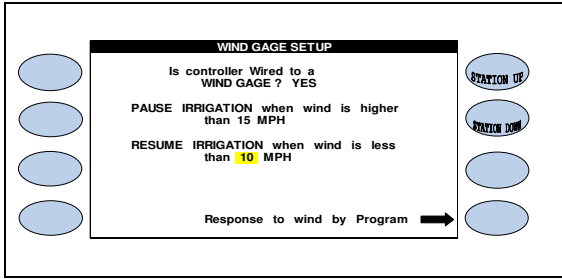 WIND GAGE SETUP
Is controller Wired to a
WIND GAGE ? YES
STATION UP
PAUSE IRRIGATION when wind is higher
than 15 MPH
STATION DOWN
RESUME IRRIGATION when wind is less
than 10 MPH
Response to wind by Program